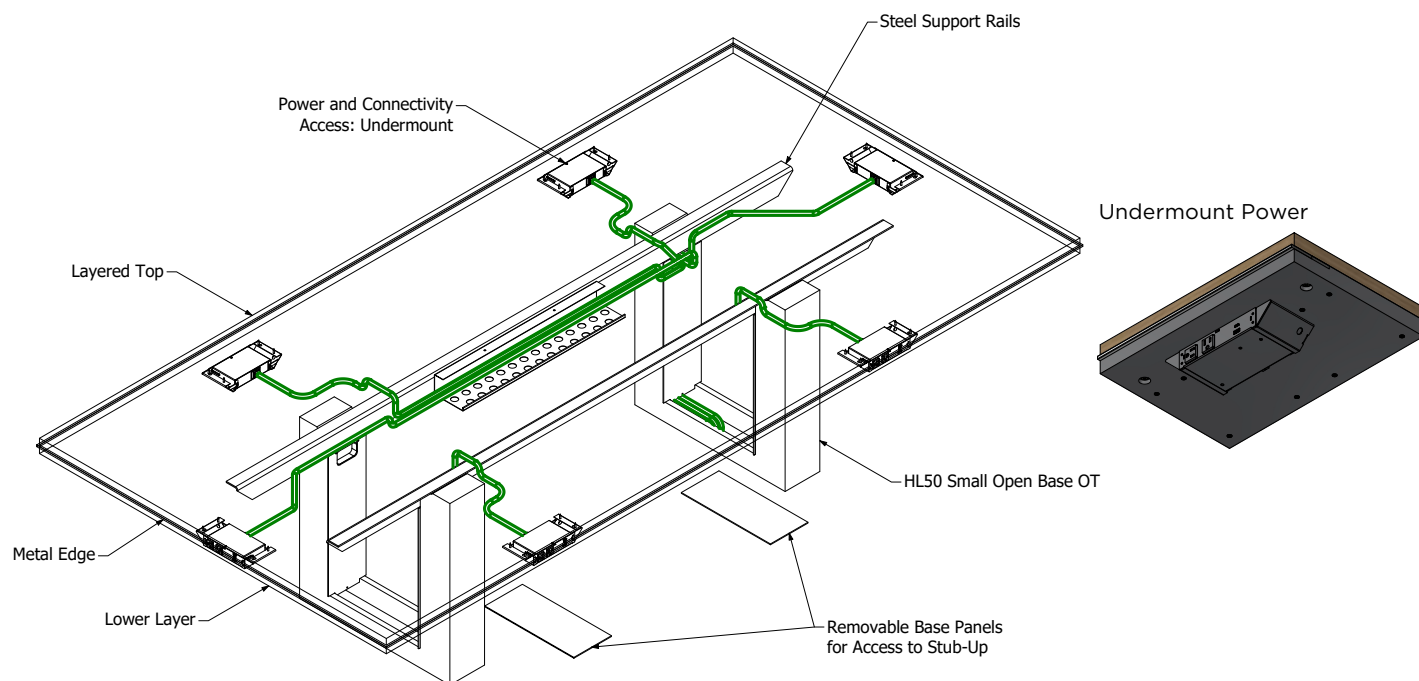 Steel Support Rails
Power and Connectivity
Access: Undermount
Undermount Power
Layered Top
HL50 Small Open Base OT
Metal Edge
Lower Layer
Removable Base Panels
for Access to Stub-Up